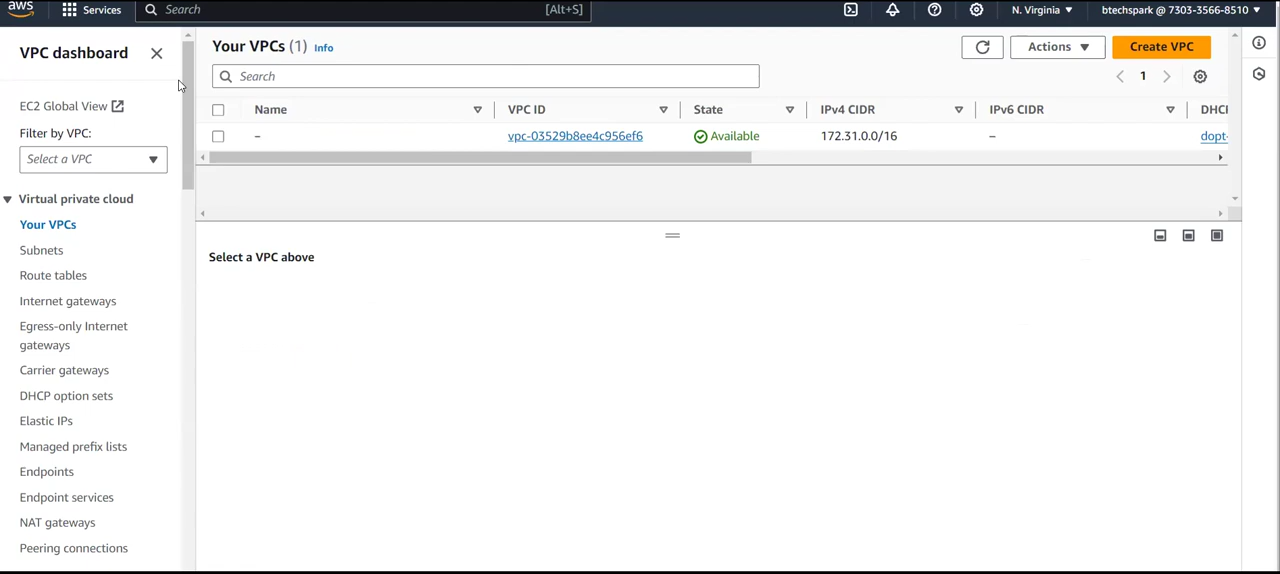 aws Services Search [Alt+S] N. Virginia btechspark @ 7303-3566-8510
VPC dashboard
EC2 Global View
Filter by VPC:
Select a VPC
Virtual private cloud
Your VPCs
Subnets
Route tables
Internet gateways
Egress-only Internet
gateways
Carrier gateways
DHCP option sets
Elastic IPs
Managed prefix lists
Endpoints
Endpoint services
NAT gateways
Peering connections
Your VPCs (1) Info
Actions
Create VPC
Search
1
Name VPC ID State IPv4 CIDR IPv6 CIDR DHCP
– vpc-03529b8ee4c956ef6 Available 172.31.0.0/16 – dopt-
Select a VPC above